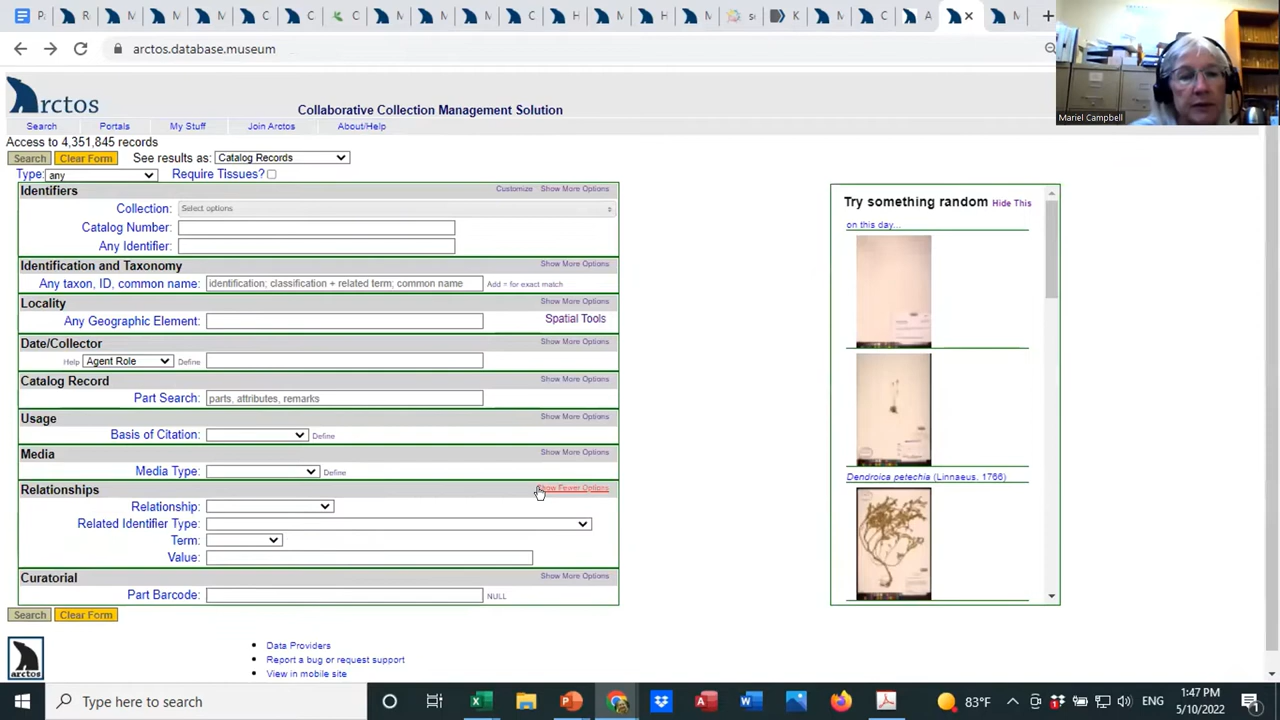 arctos.database.museum
Mariel Campbell
Arctos
Collaborative Collection Management Solution
Search Portals My Stuff Join Arctos About/Help
Access to 4,351,845 records
Search Clear Form See results as: Catalog Records
Type: any Require Tissues?
Identifiers Customize Show More Options
Collection: Select options
Catalog Number:
Any Identifier:
Identification and Taxonomy Show More Options
Any taxon, ID, common name: identification; classification + related term; common name Add = for exact match
Locality Show More Options
Any Geographic Element: Spatial Tools
Date/Collector Show More Options
Help Agent Role Define
Catalog Record Show More Options
Part Search: parts, attributes, remarks
Usage Show More Options
Basis of Citation: Define
Media Show More Options
Media Type: Define
Relationships Show Fewer Options
Relationship:
Related Identifier Type:
Term:
Value:
Curatorial Show More Options
Part Barcode: NULL
Search Clear Form
Try something random Hide This
on this day...
Dendroica petechia (Linnaeus, 1766)
arctos
Data Providers
Report a bug or request support
View in mobile site
Type here to search
83°F
ENG
1:47 PM
5/10/2022